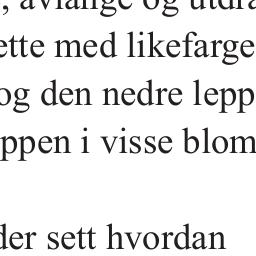 , avlange og utdra
ette med likefarge
og den nedre lepp
ppen i visse blom
der sett hvordan